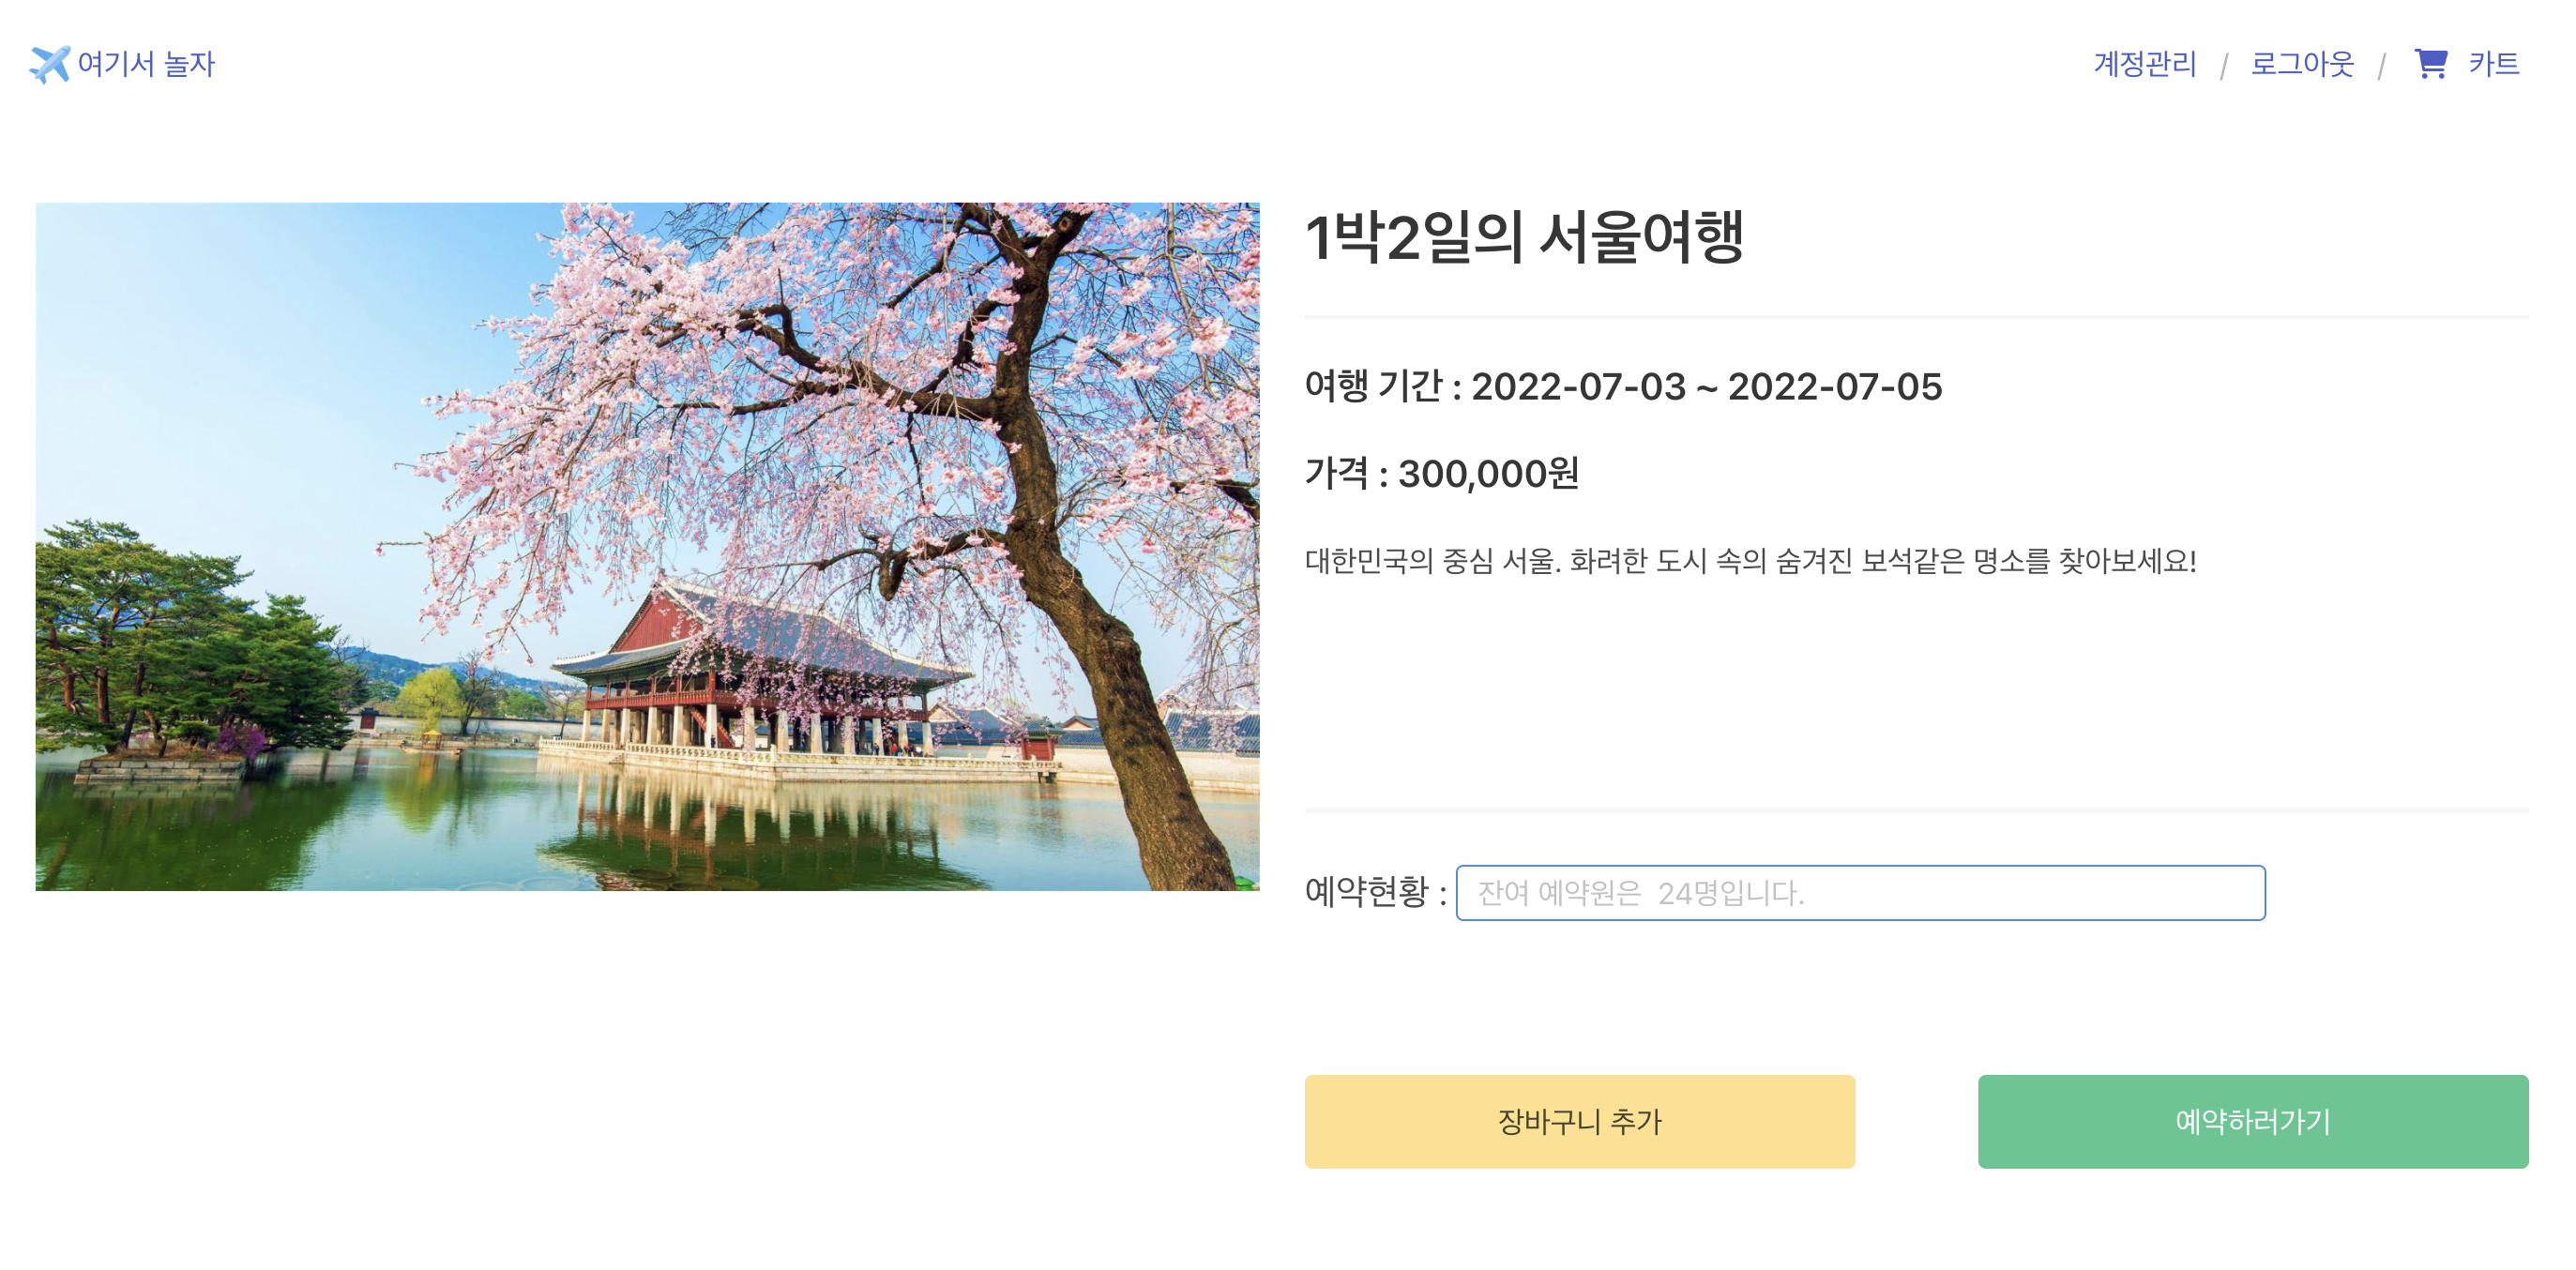 여기서 놀자
계정관리 / 로그아웃 / 카트
1박2일의 서울여행
여행 기간 : 2022-07-03 ~ 2022-07-05
가격 : 300,000원
대한민국의 중심 서울. 화려한 도시 속의 숨겨진 보석같은 명소를 찾아보세요!
예약현황 : 잔여 예약원은  24명입니다.
장바구니 추가
예약하러가기